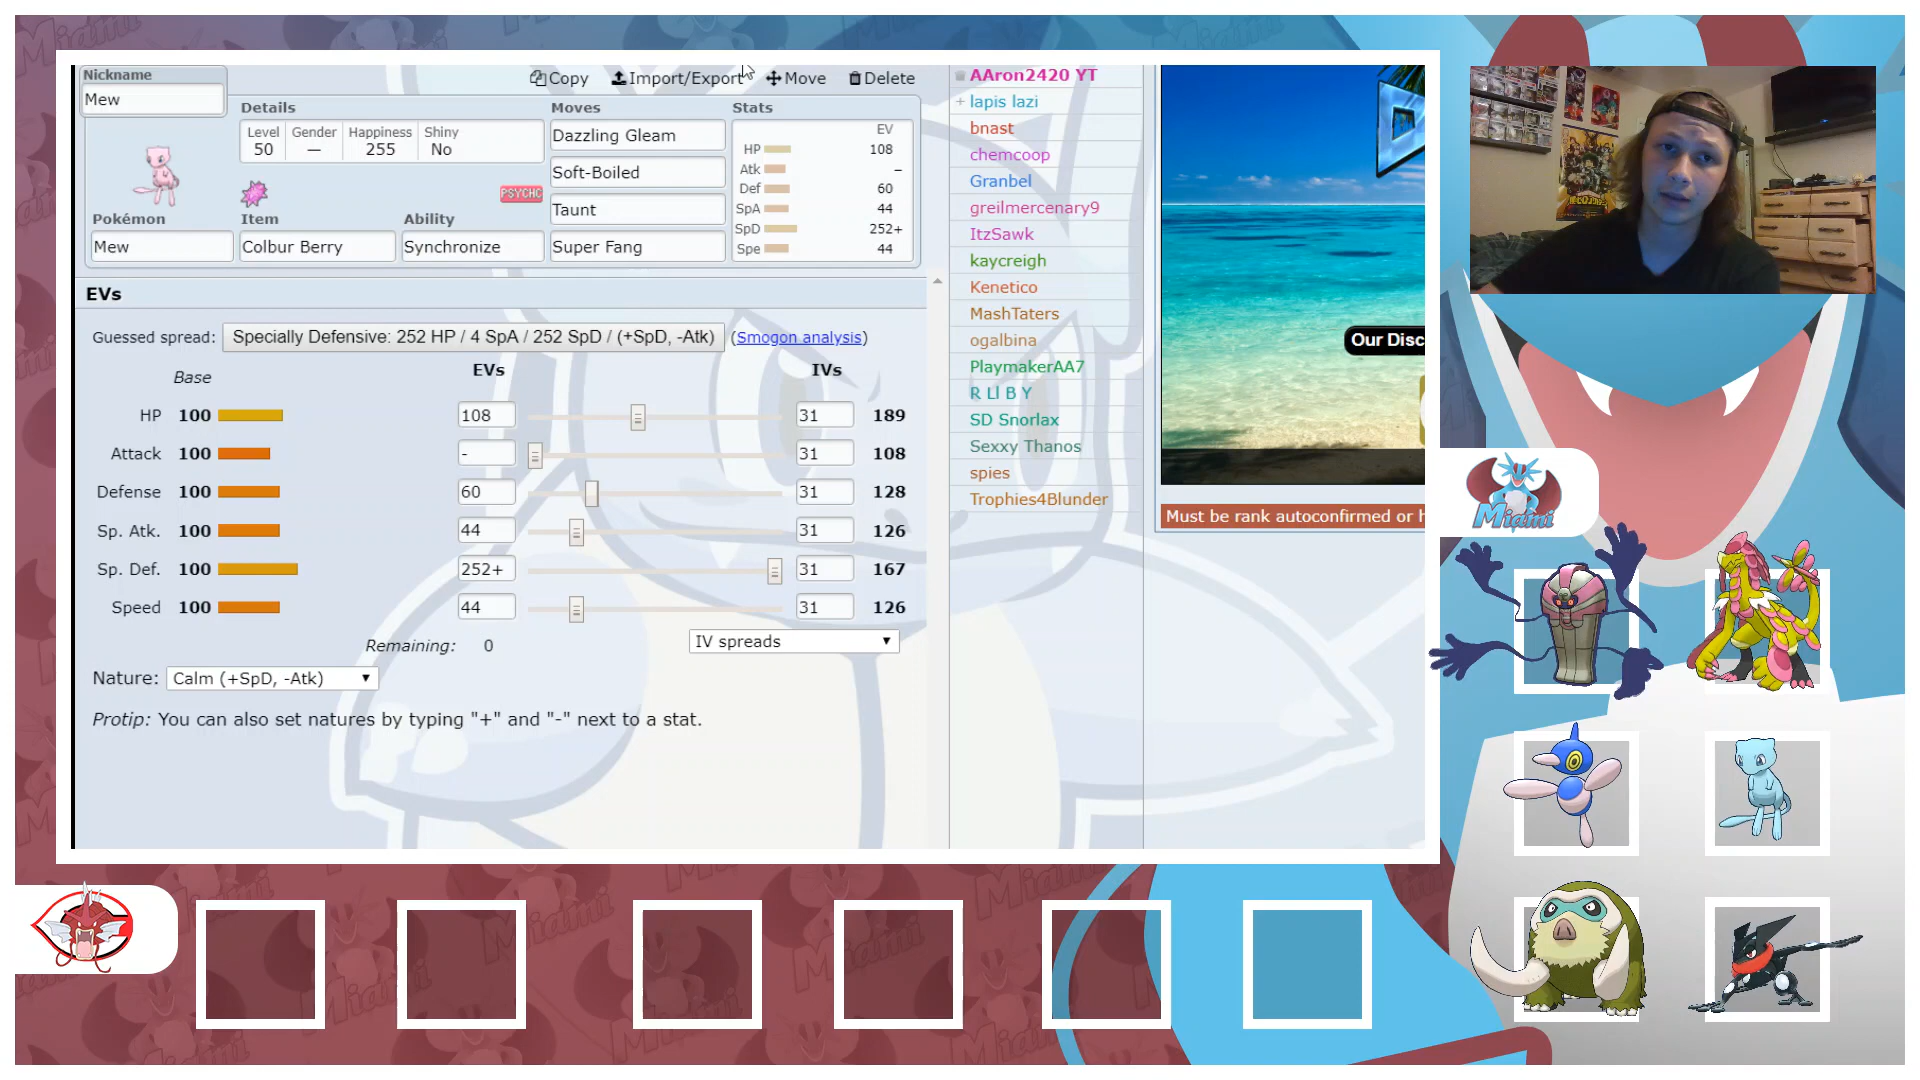 Nickname
Mew
Copy Import/Export Move Delete
Details
Level Gender Happiness Shiny
50 — 255 No
PSYCHC
Pokémon Item Ability
Mew Colbur Berry Synchronize
Moves
Dazzling Gleam
Soft-Boiled
Taunt
Super Fang
Stats
EV
HP 108
Atk –
Def 60
SpA 44
SpD 252+
Spe 44
EVs
Guessed spread: Specially Defensive: 252 HP / 4 SpA / 252 SpD / (+SpD, -Atk) (Smogon analysis)
Base EVs IVs
HP 100 108 31 189
Attack 100 - 31 108
Defense 100 60 31 128
Sp. Atk. 100 44 31 126
Sp. Def. 100 252+ 31 167
Speed 100 44 31 126
Remaining: 0
IV spreads
Nature: Calm (+SpD, -Atk)
Protip: You can also set natures by typing "+" and "-" next to a stat.
AAron2420 YT
+ lapis lazi
bnast
chemcoop
Granbel
greilmercenary9
ItzSawk
kaycreigh
Kenetico
MashTaters
ogalbina
PlaymakerAA7
R Ll B Y
SD Snorlax
Sexxy Thanos
spies
Trophies4Blunder
Our Disc
Must be rank autoconfirmed or h
Miami